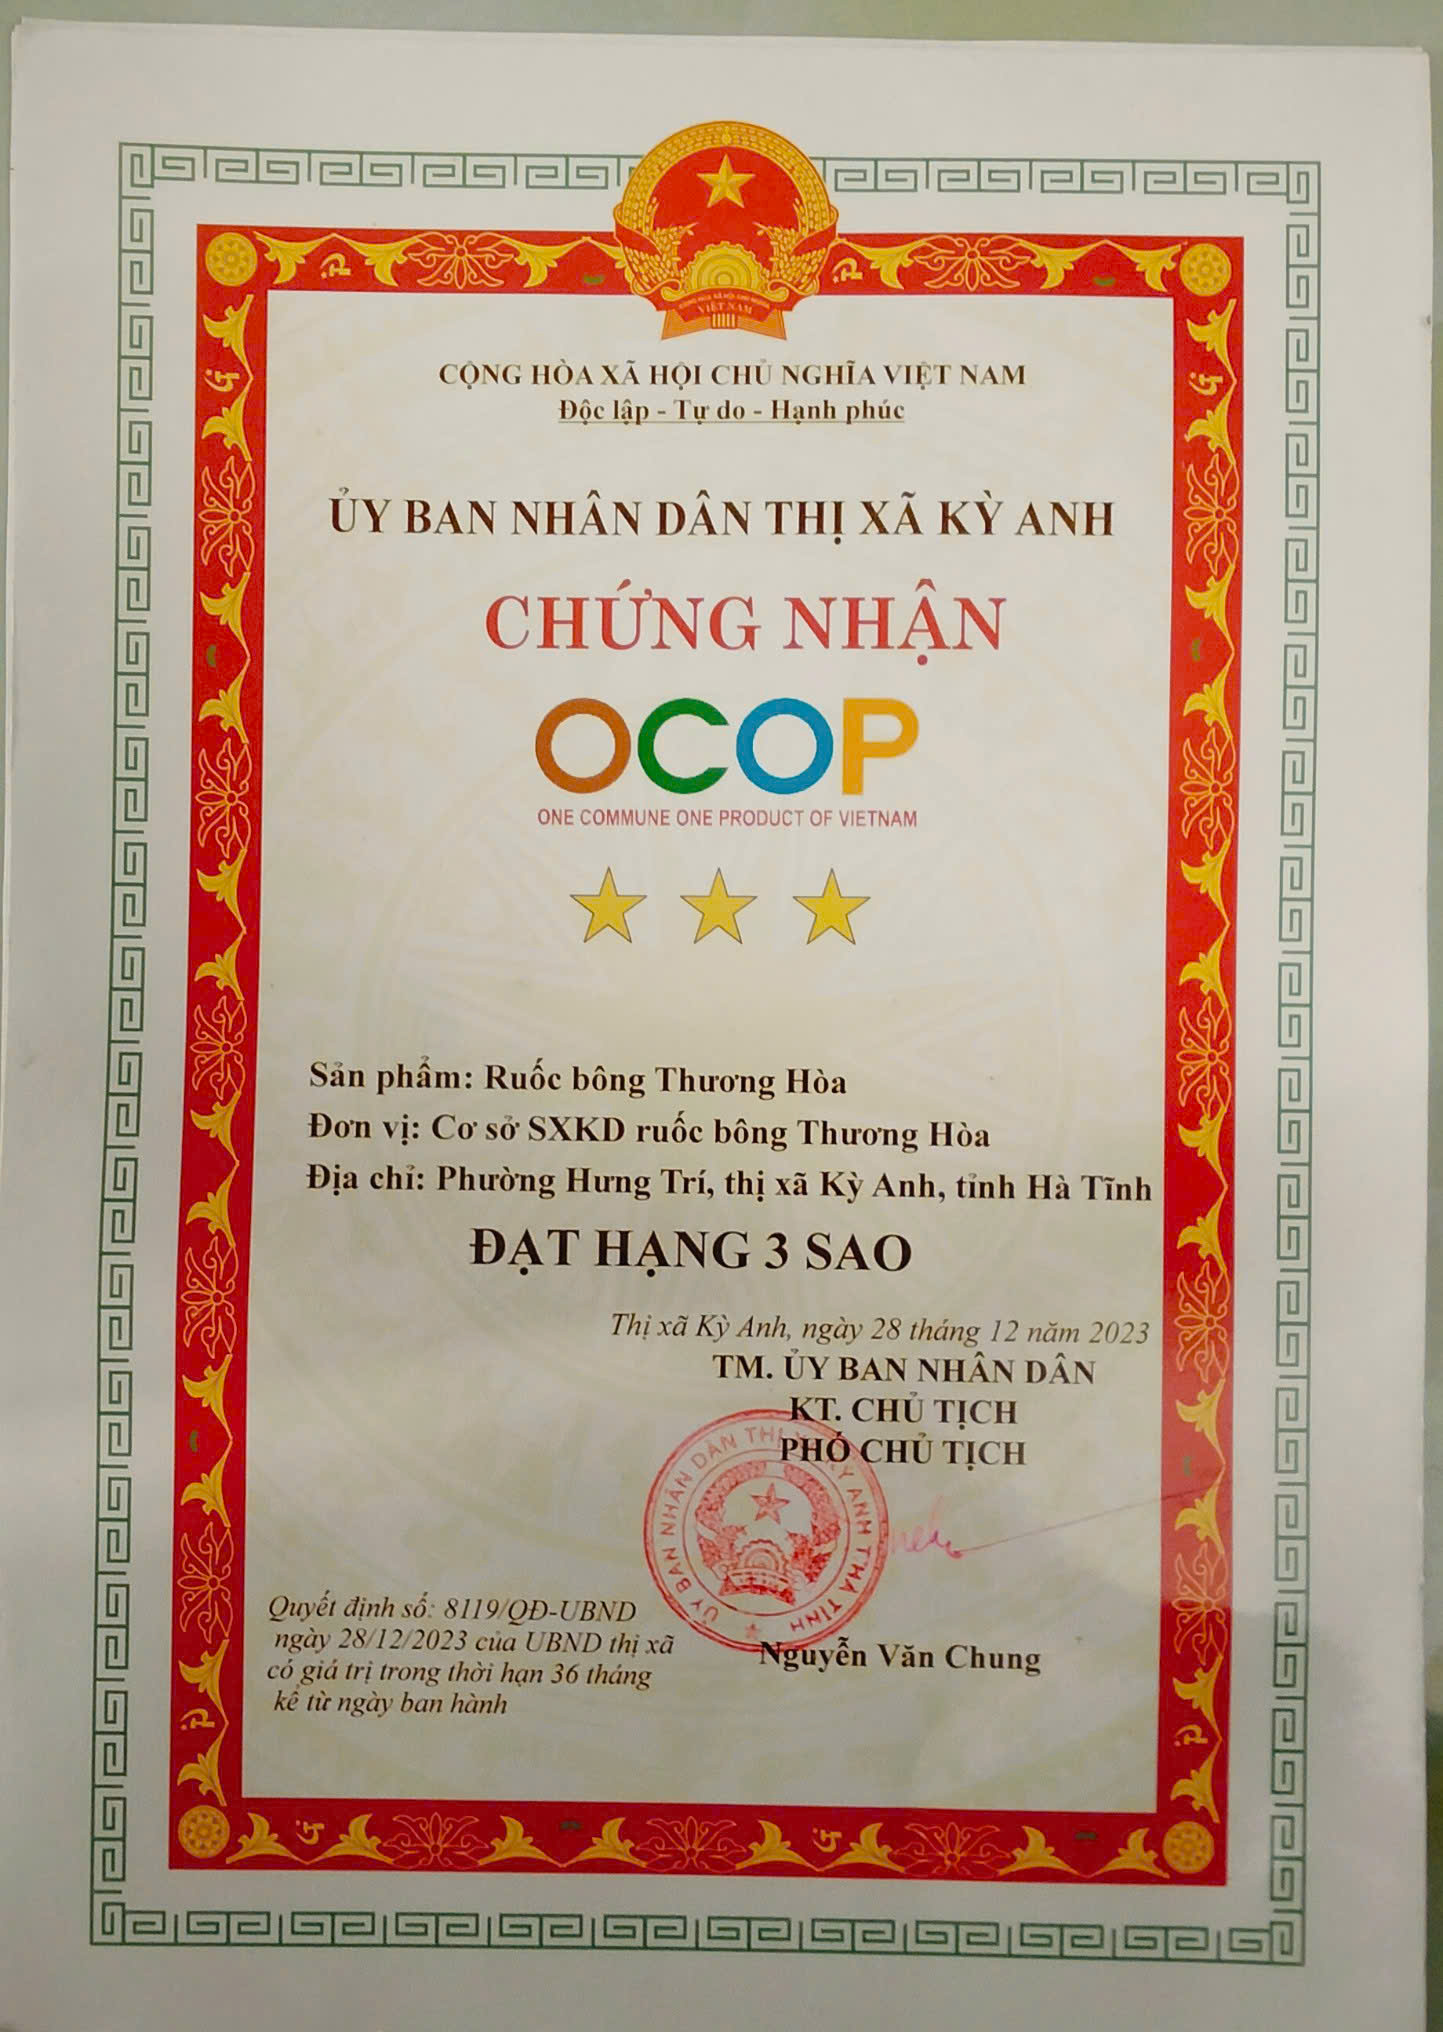 CỘNG HÒA XÃ HỘI CHỦ NGHĨA VIỆT NAM
Độc lập - Tự do - Hạnh phúc
ỦY BAN NHÂN DÂN THỊ XÃ KỲ ANH
CHỨNG NHẬN
OCOP
ONE COMMUNE ONE PRODUCT OF VIETNAM
Sản phẩm: Ruốc bông Thương Hòa
Đơn vị: Cơ sở SXKD ruốc bông Thương Hòa
Địa chỉ: Phường Hưng Trí, thị xã Kỳ Anh, tỉnh Hà Tĩnh
ĐẠT HẠNG 3 SAO
Thị xã Kỳ Anh, ngày 28 tháng 12 năm 2023
TM. ỦY BAN NHÂN DÂN
KT. CHỦ TỊCH
PHÓ CHỦ TỊCH
Nguyễn Văn Chung
Quyết định số: 8119/QĐ-UBND
ngày 28/12/2023 của UBND thị xã
có giá trị trong thời hạn 36 tháng
kể từ ngày ban hành